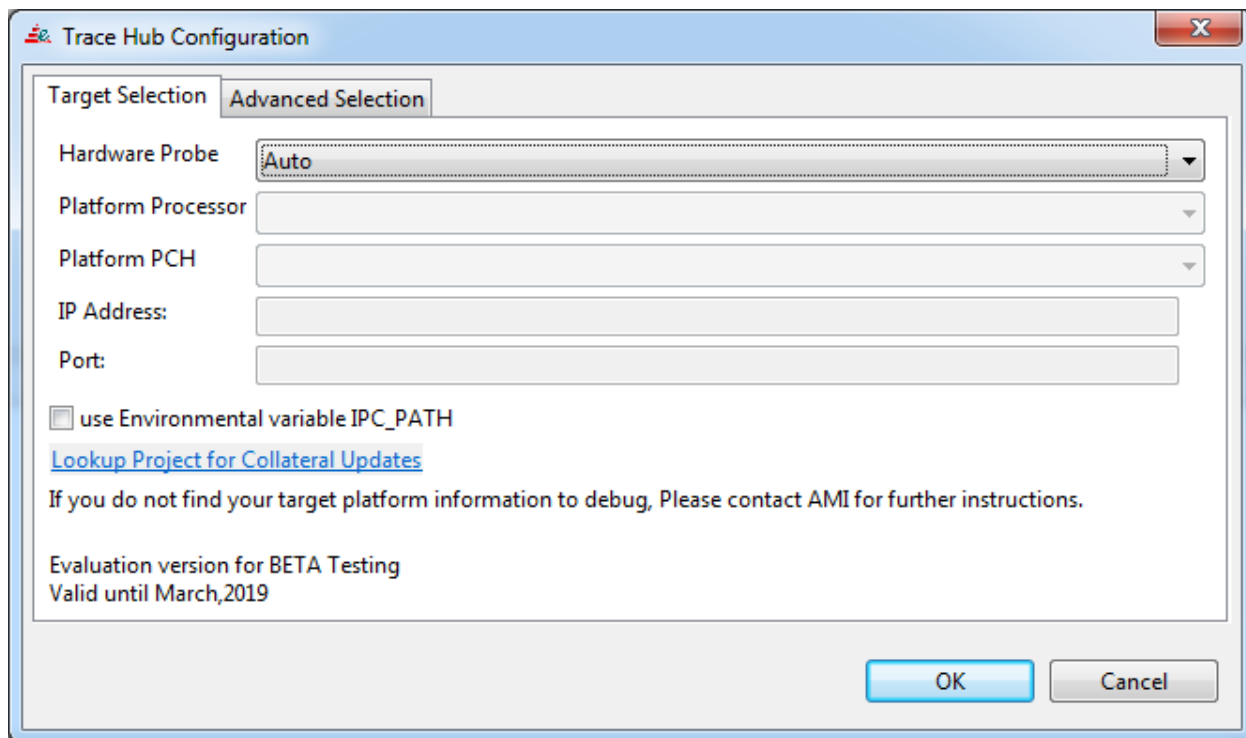 Trace Hub Configuration
Target Selection
Advanced Selection
Hardware Probe
Auto
Platform Processor
Platform PCH
IP Address:
Port:
use Environmental variable IPC_PATH
Lookup Project for Collateral Updates
If you do not find your target platform information to debug, Please contact AMI for further instructions.
Evaluation version for BETA Testing
Valid until March,2019
OK
Cancel